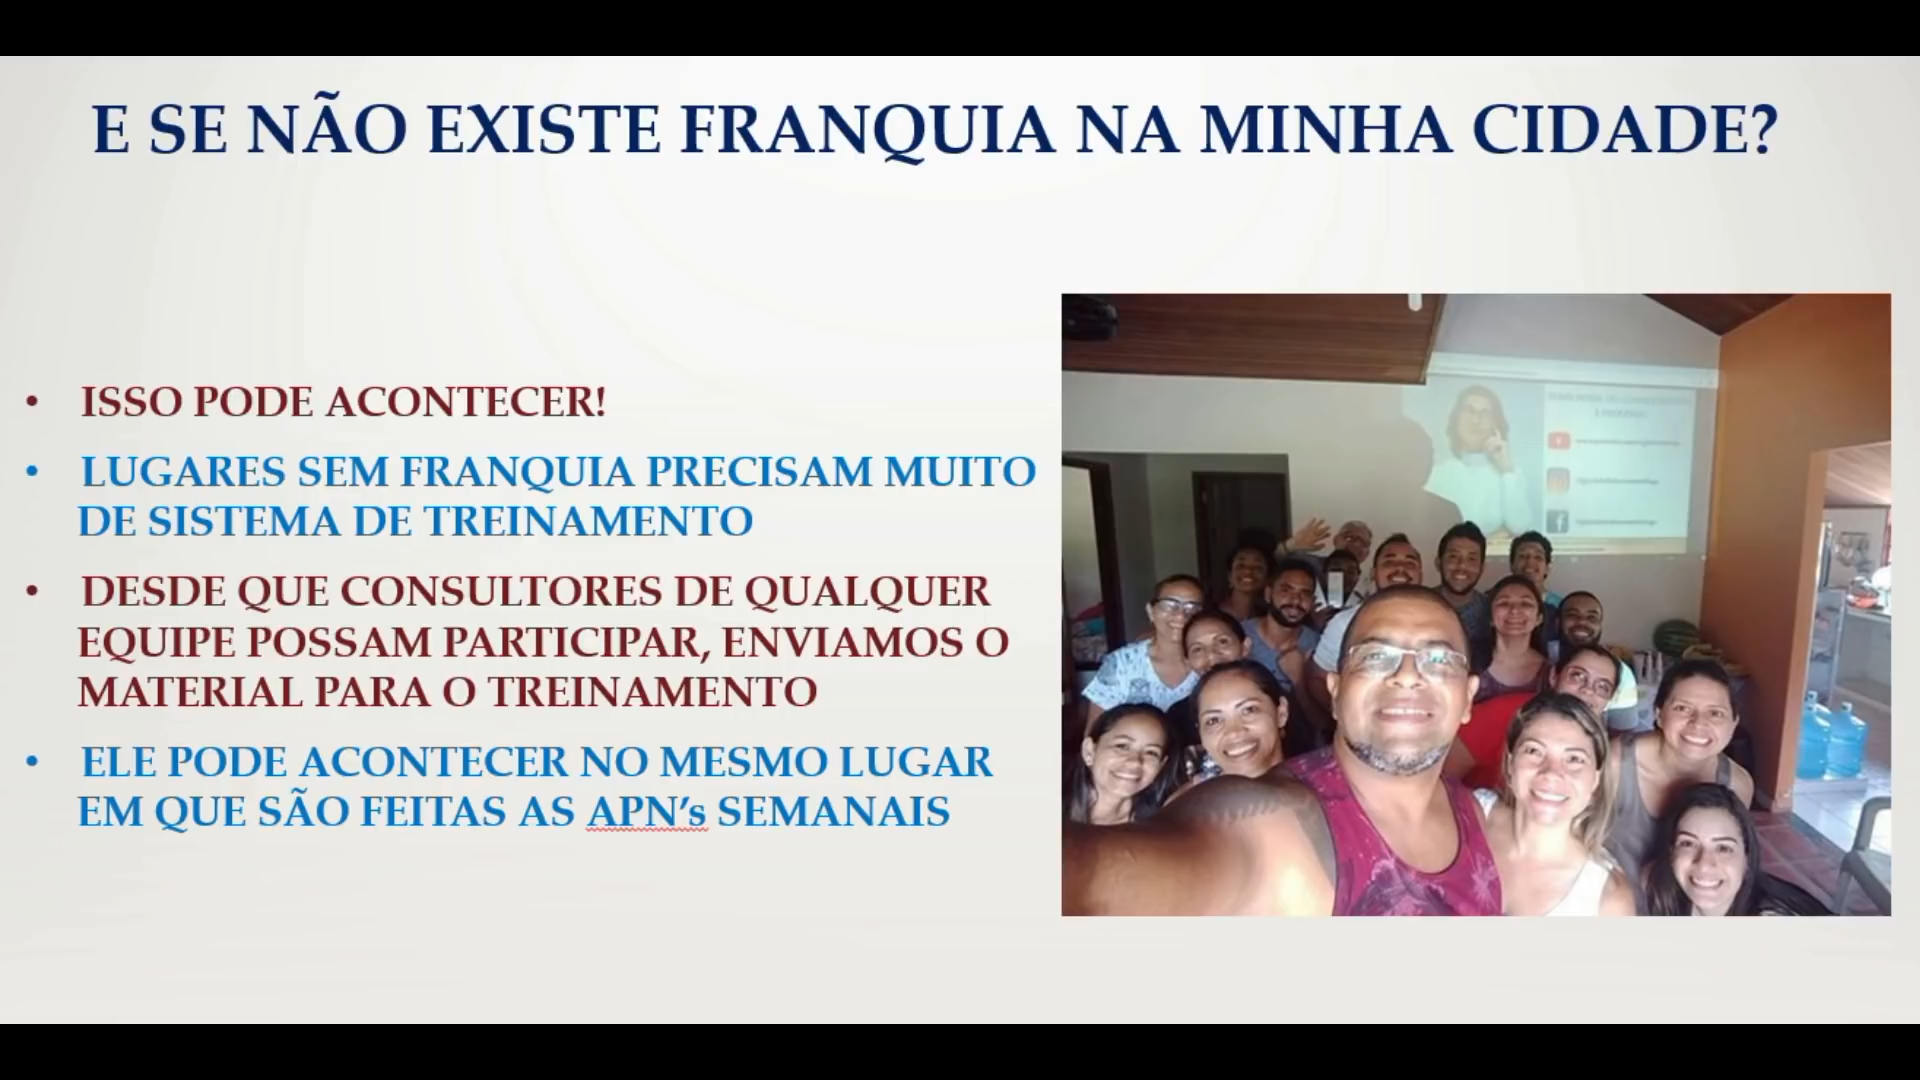 E SE NÃO EXISTE FRANQUIA NA MINHA CIDADE?
• ISSO PODE ACONTECER!
• LUGARES SEM FRANQUIA PRECISAM MUITO
DE SISTEMA DE TREINAMENTO
• DESDE QUE CONSULTORES DE QUALQUER
EQUIPE POSSAM PARTICIPAR, ENVIAMOS O
MATERIAL PARA O TREINAMENTO
• ELE PODE ACONTECER NO MESMO LUGAR
EM QUE SÃO FEITAS AS APN’s SEMANAIS